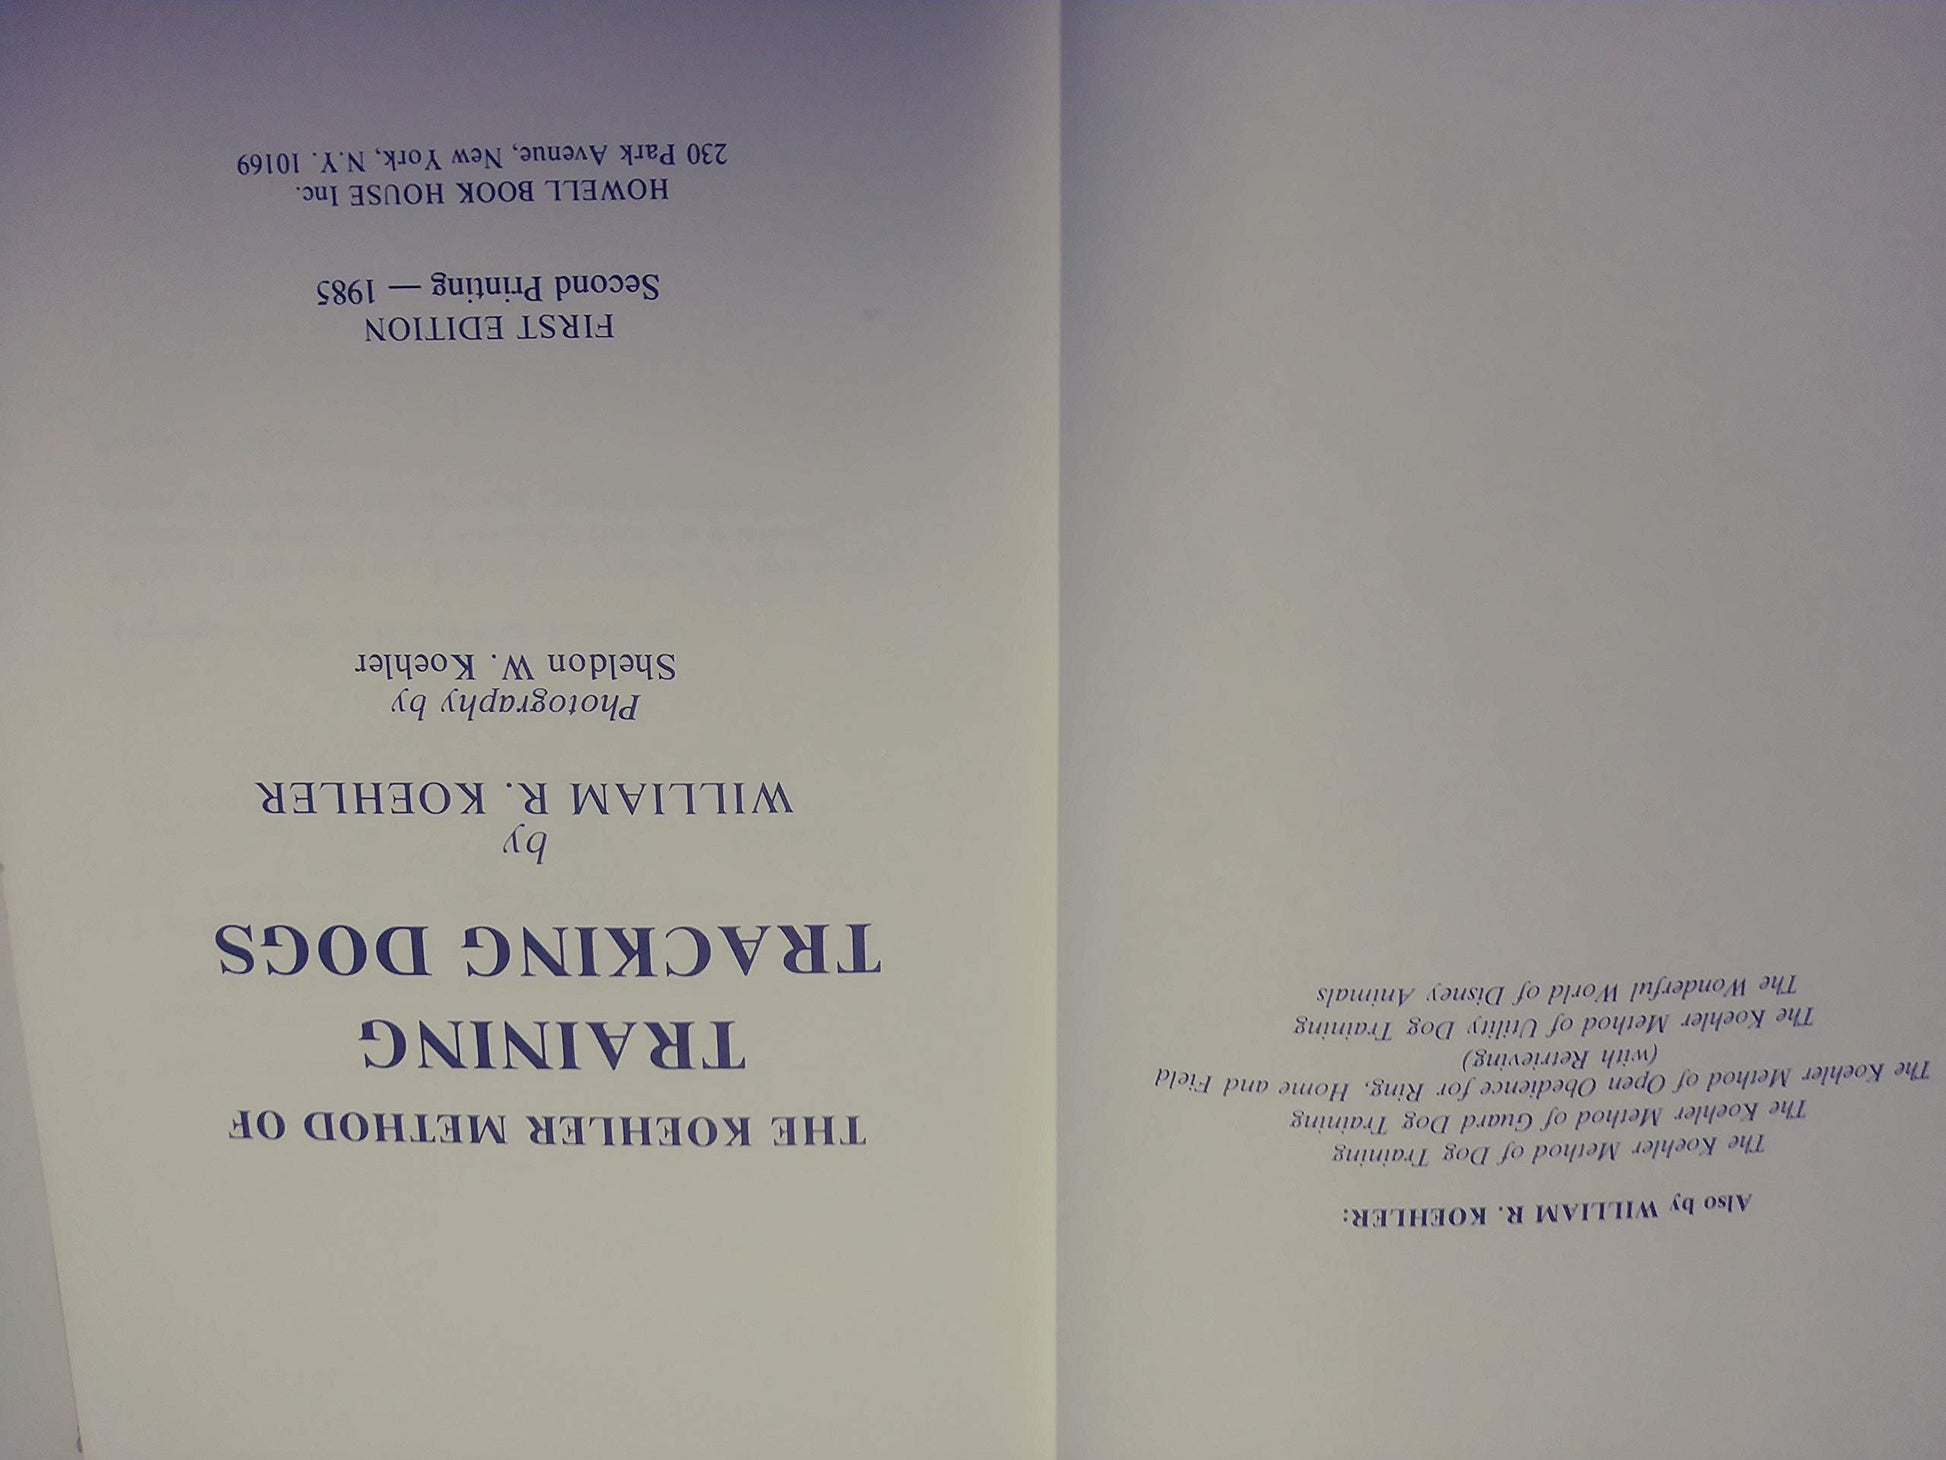 Also by WILLIAM R. KOEHLER:
The Koehler Method of Dog Training
The Koehler Method of Guard Dog Training
The Koehler Method of Open Obedience for Ring, Home and Field
(with Retrieving)
The Koehler Method of Utility Dog Training
The Wonderful World of Disney Animals
THE KOEHLER METHOD OF
TRAINING
TRACKING DOGS
by
WILLIAM R. KOEHLER
Photography by
Sheldon W. Koehler
FIRST EDITION
Second Printing — 1985
HOWELL BOOK HOUSE Inc.
230 Park Avenue, New York, N.Y. 10169